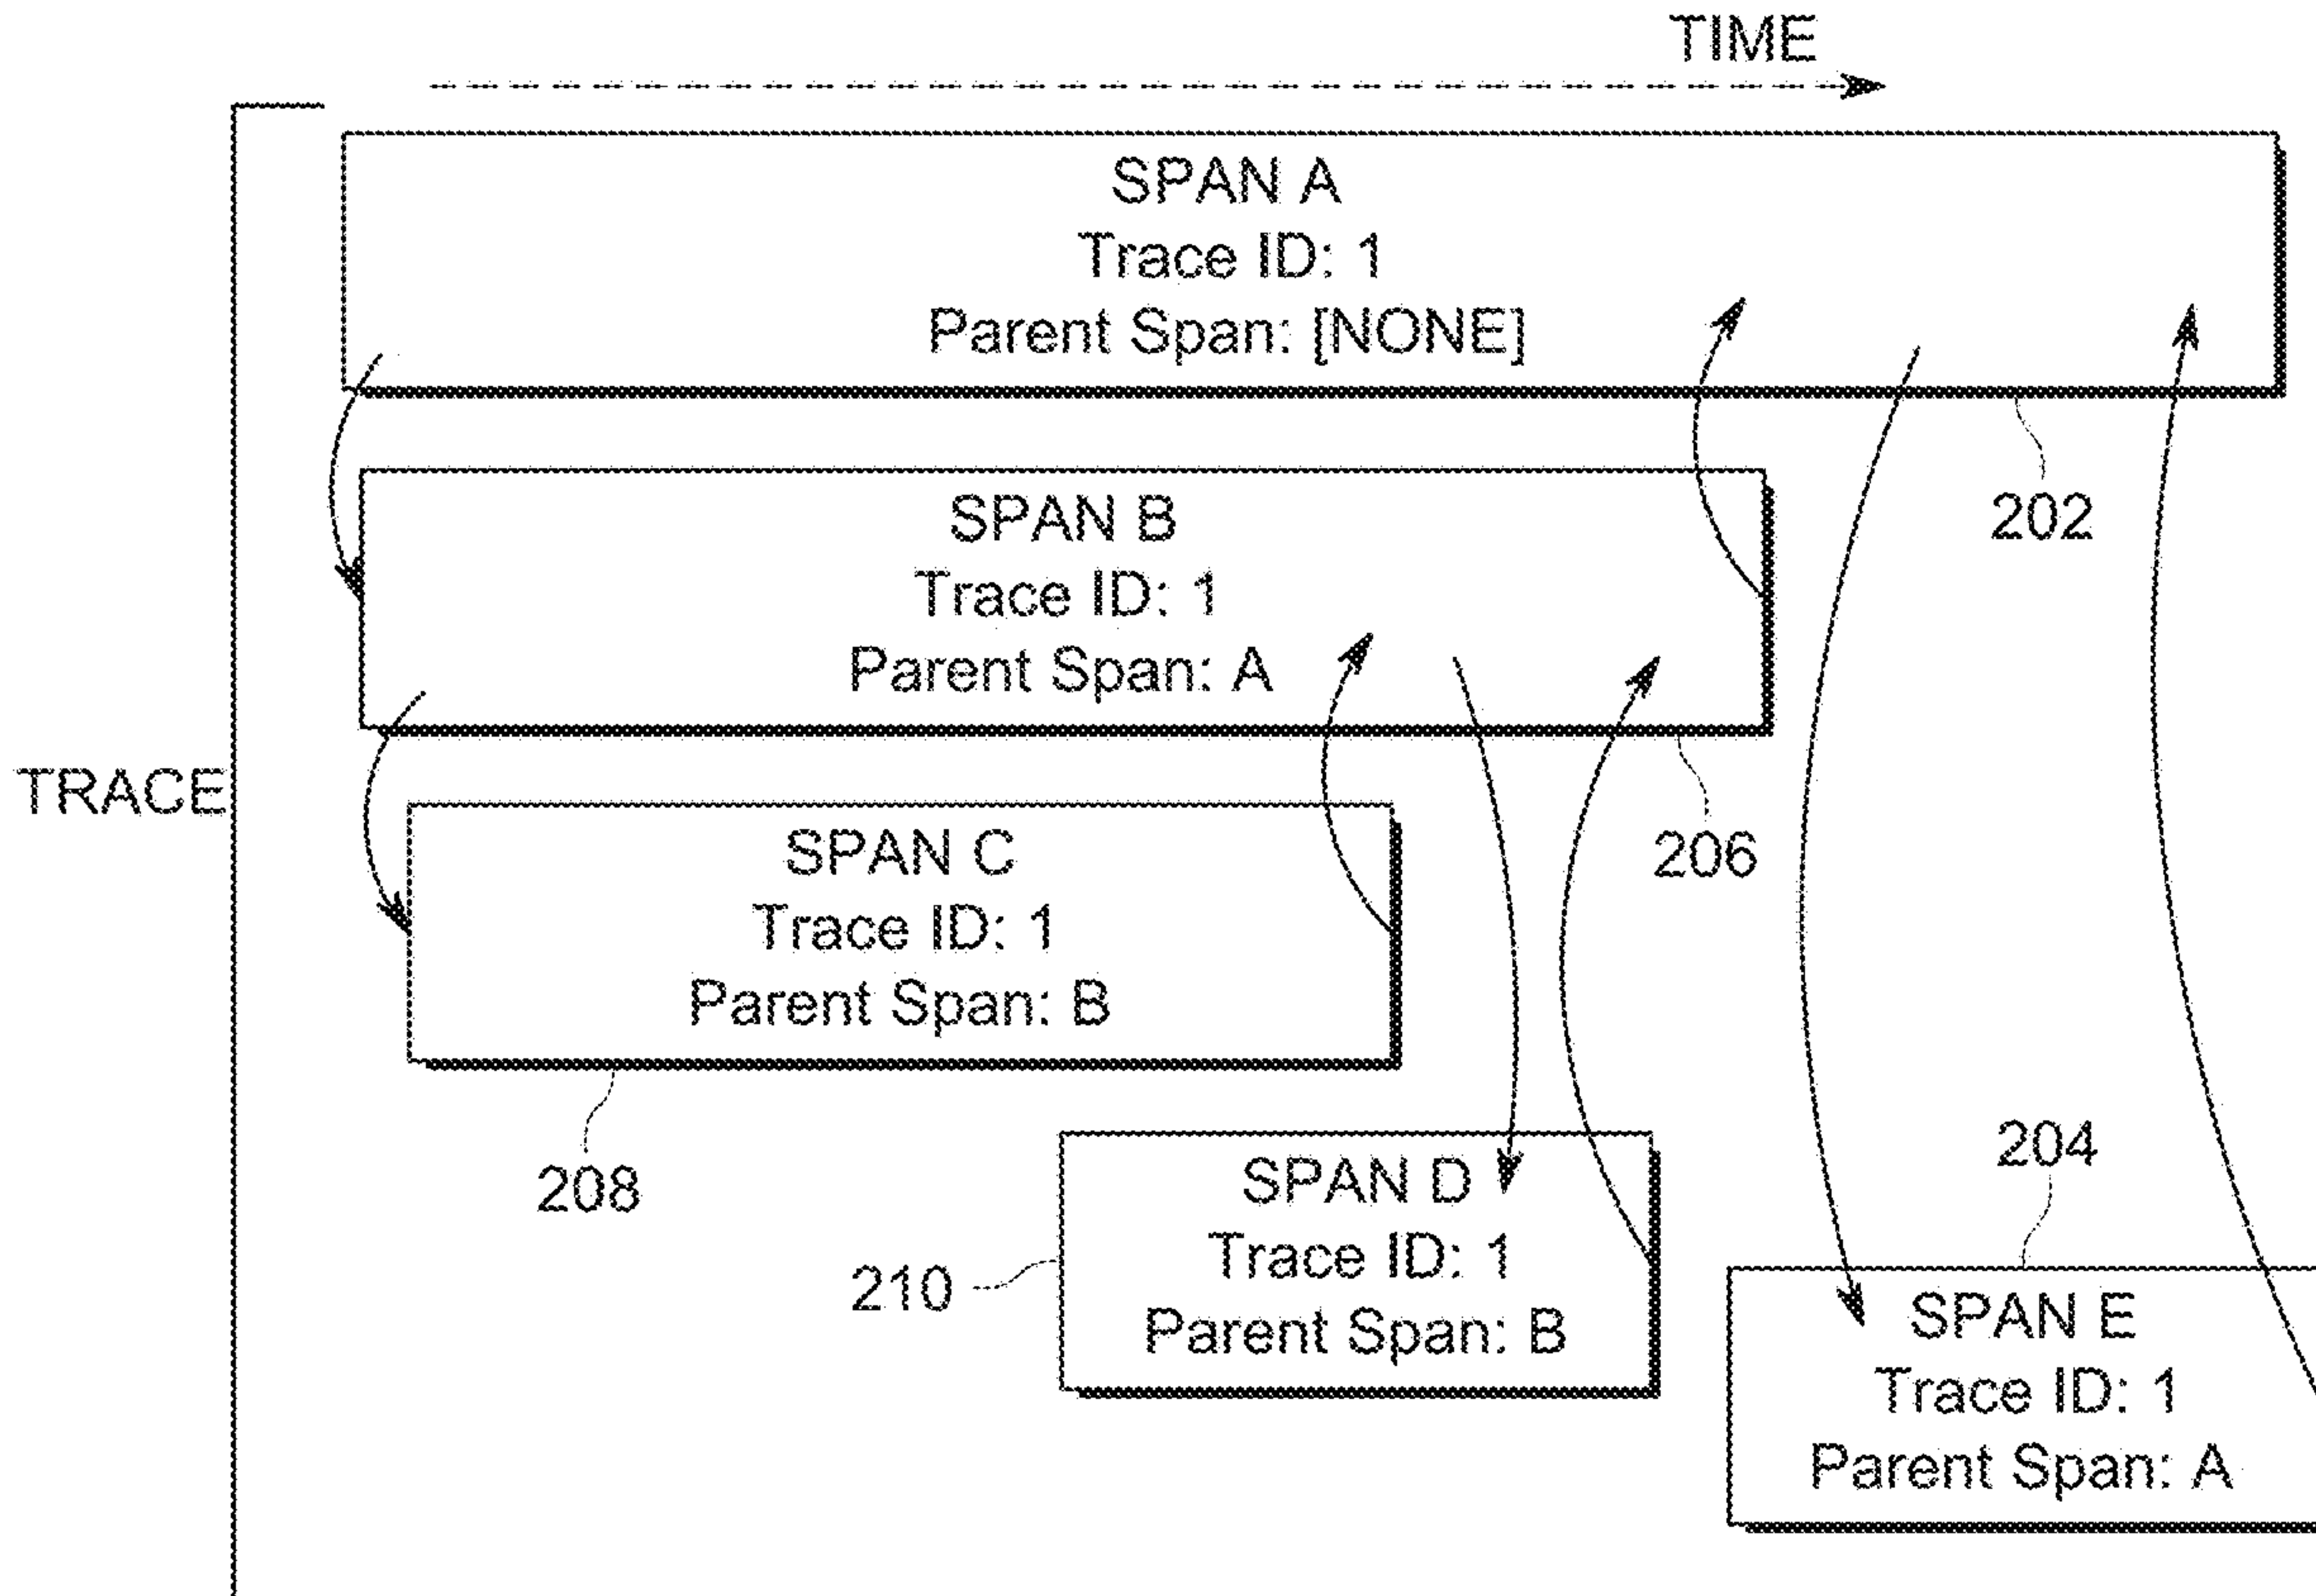 TIME
SPAN A
Trace ID: 1
Parent Span: [NONE]
202
SPAN B
Trace ID: 1
Parent Span: A
206
TRACE
SPAN C
Trace ID: 1
Parent Span: B
208
SPAN D
Trace ID: 1
Parent Span: B
210
204
SPAN E
Trace ID: 1
Parent Span: A